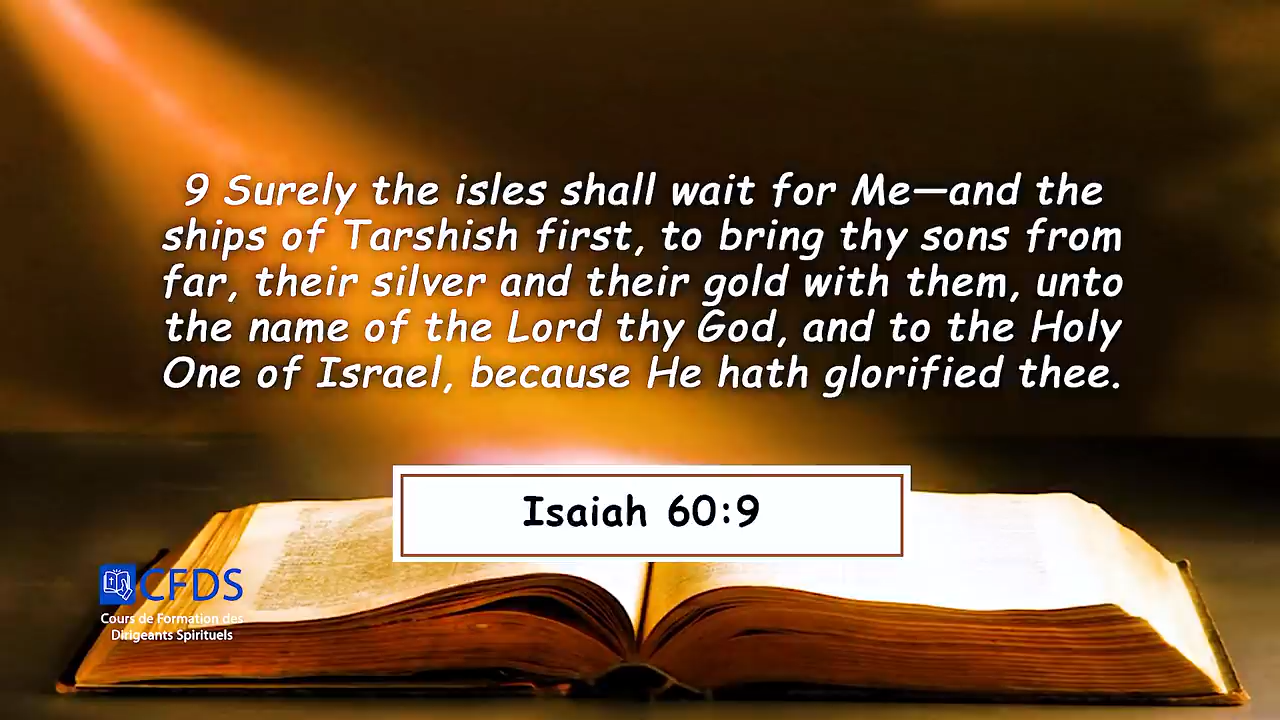 9 Surely the isles shall wait for Me—and the
ships of Tarshish first, to bring thy sons from
far, their silver and their gold with them, unto
the name of the Lord thy God, and to the Holy
One of Israel, because He hath glorified thee.
Isaiah 60:9
CFDS
Cours de Formation des
Dirigeants Spirituels